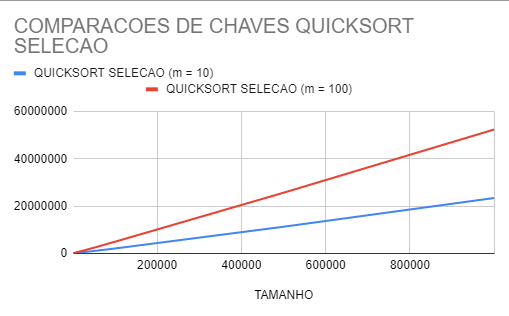 COMPARACOES DE CHAVES QUICKSORT
SELECAO
QUICKSORT SELECAO (m = 10)
QUICKSORT SELECAO (m = 100)
60000000
40000000
20000000
0
200000 400000 600000 800000
TAMANHO